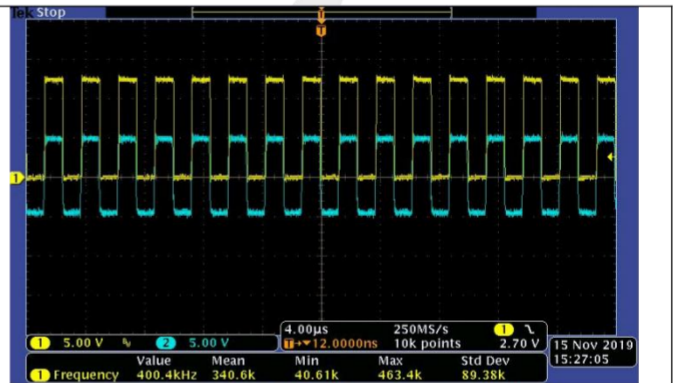 Tek Stop
T
1
1 5.00 V 2 5.00 V
4.00µs 250MS/s 1
T→▼12.0000ns 10k points 2.70 V
15 Nov 2019
15:27:05
Value Mean Min Max Std Dev
1 Frequency 400.4kHz 340.6k 40.61k 463.4k 89.38k